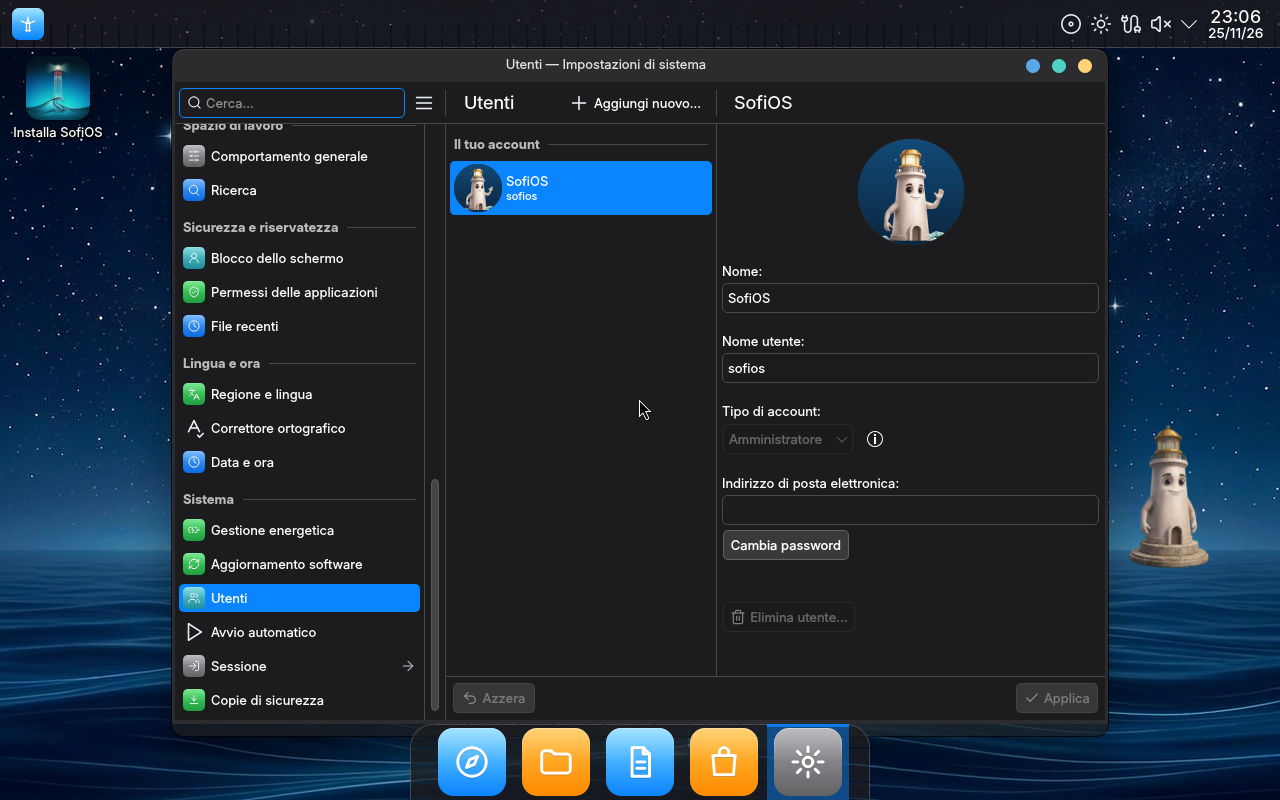 23:06
25/11/26
Installa SofiOS
Utenti — Impostazioni di sistema
Cerca...
Utenti
Aggiungi nuovo...
SofiOS
Spazio di lavoro
Comportamento generale
Ricerca
Sicurezza e riservatezza
Blocco dello schermo
Permessi delle applicazioni
File recenti
Lingua e ora
Regione e lingua
Correttore ortografico
Data e ora
Sistema
Gestione energetica
Aggiornamento software
Utenti
Avvio automatico
Sessione
Copie di sicurezza
Il tuo account
SofiOS
sofios
Nome:
SofiOS
Nome utente:
sofios
Tipo di account:
Amministratore
Indirizzo di posta elettronica:
Cambia password
Elimina utente...
Azzera
Applica